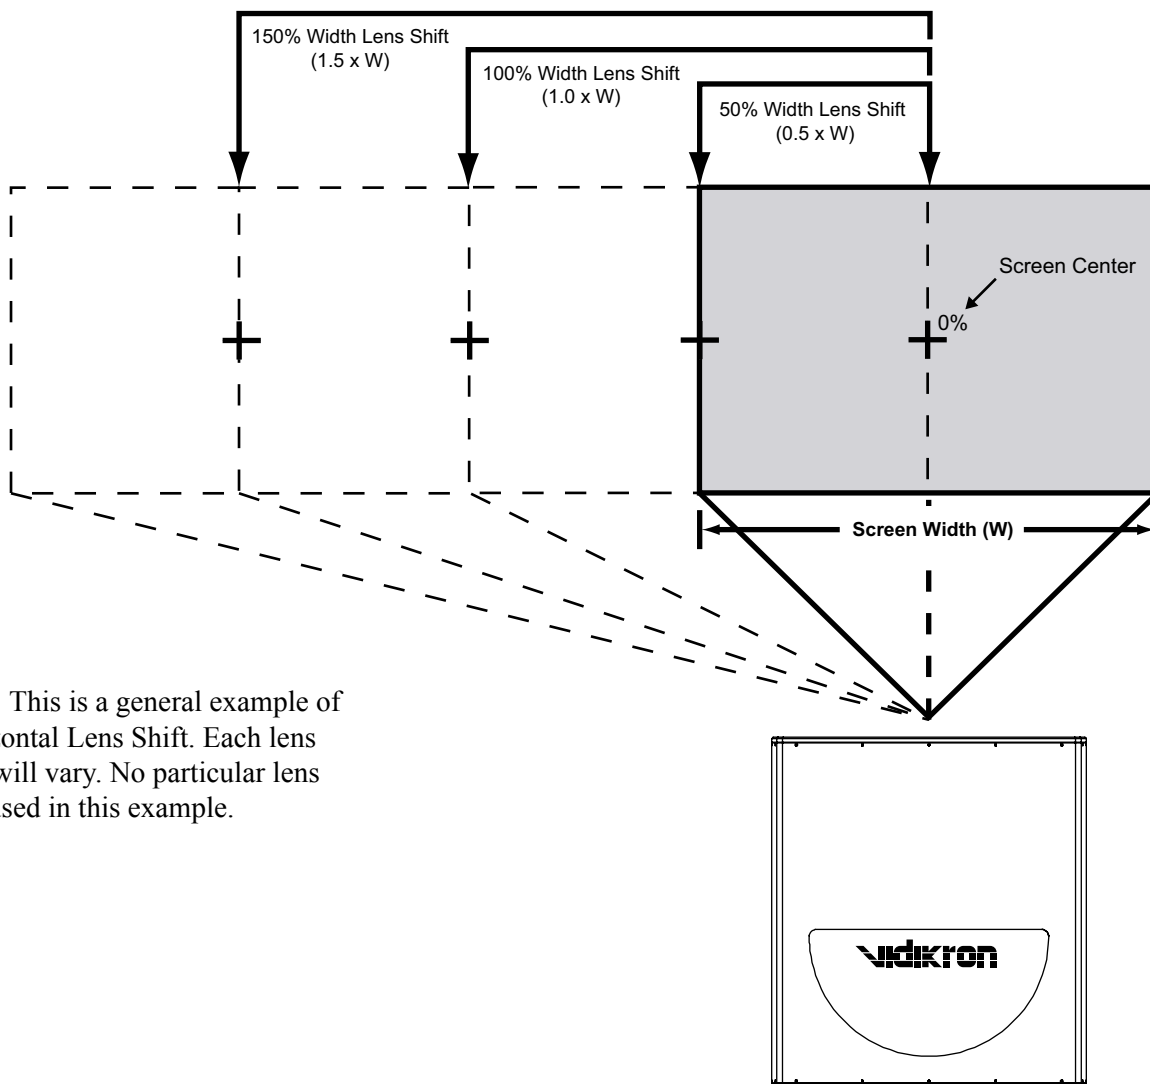 150% Width Lens Shift
(1.5 x W)
100% Width Lens Shift
(1.0 x W)
50% Width Lens Shift
(0.5 x W)
Screen Center
0%
Screen Width (W)
This is a general example of
ontal Lens Shift. Each lens
will vary. No particular lens
sed in this example.
vidikron